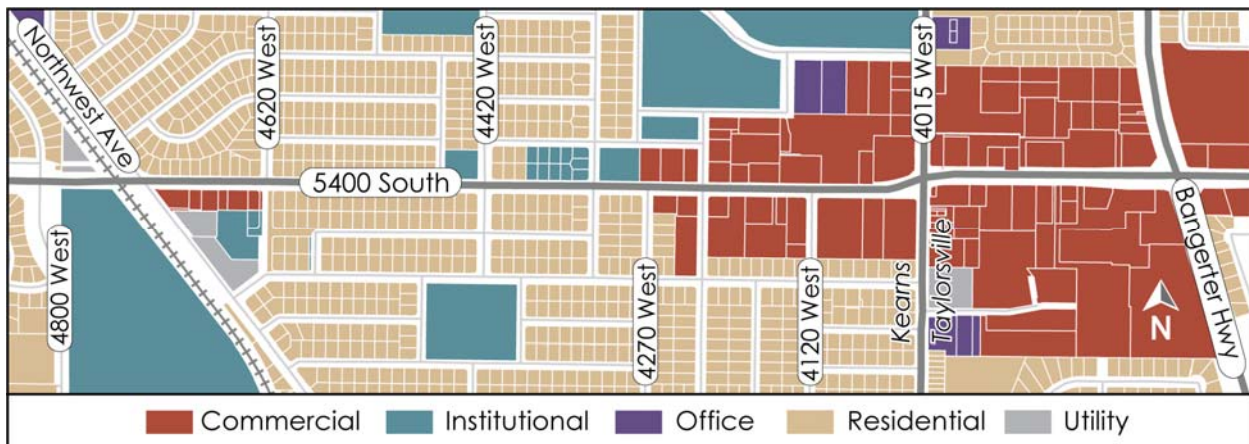 Northwest Ave
4620 West
4420 West
4015 West
5400 South
4800 West
4270 West
4120 West
Kearns
Taylorsville
Bangerter Hwy
N
Commercial
Institutional
Office
Residential
Utility